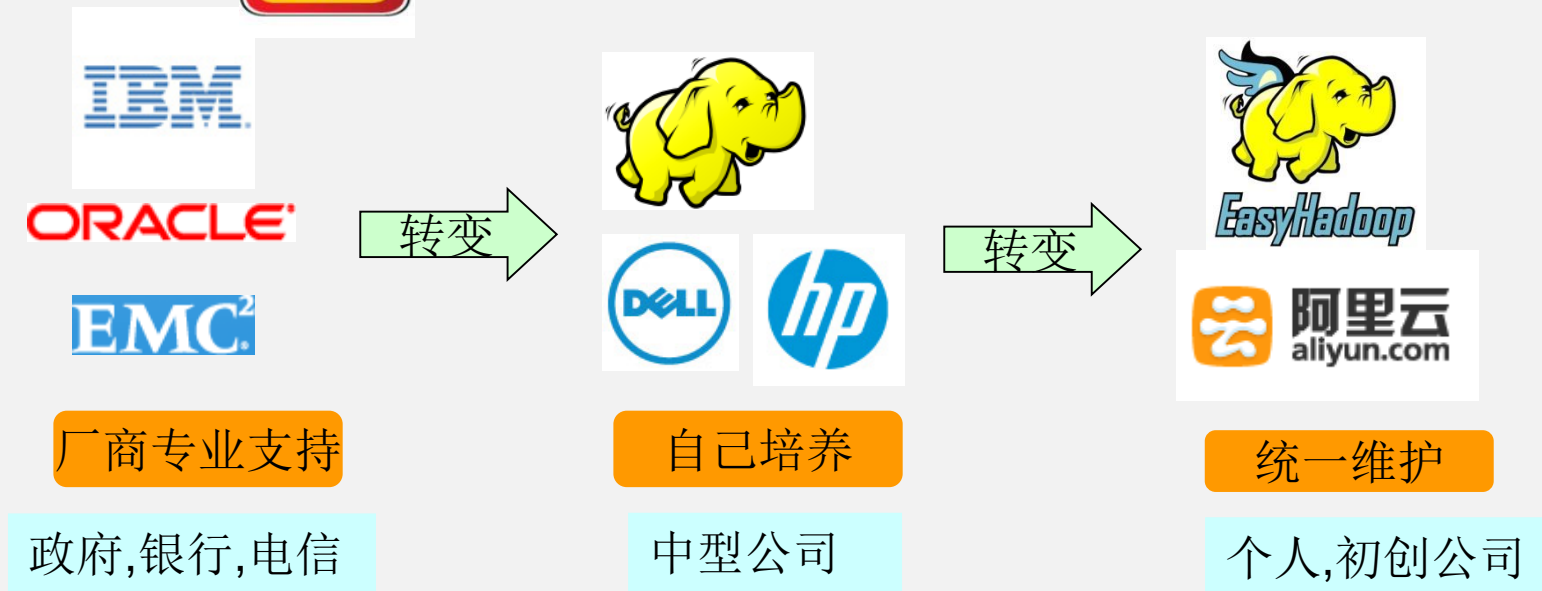 IBM.
ORACLE
EMC²
厂商专业支持
政府,银行,电信
转变
DELL
hp
自己培养
中型公司
转变
EasyHadoop
云
阿里云
aliyun.com
统一维护
个人,初创公司